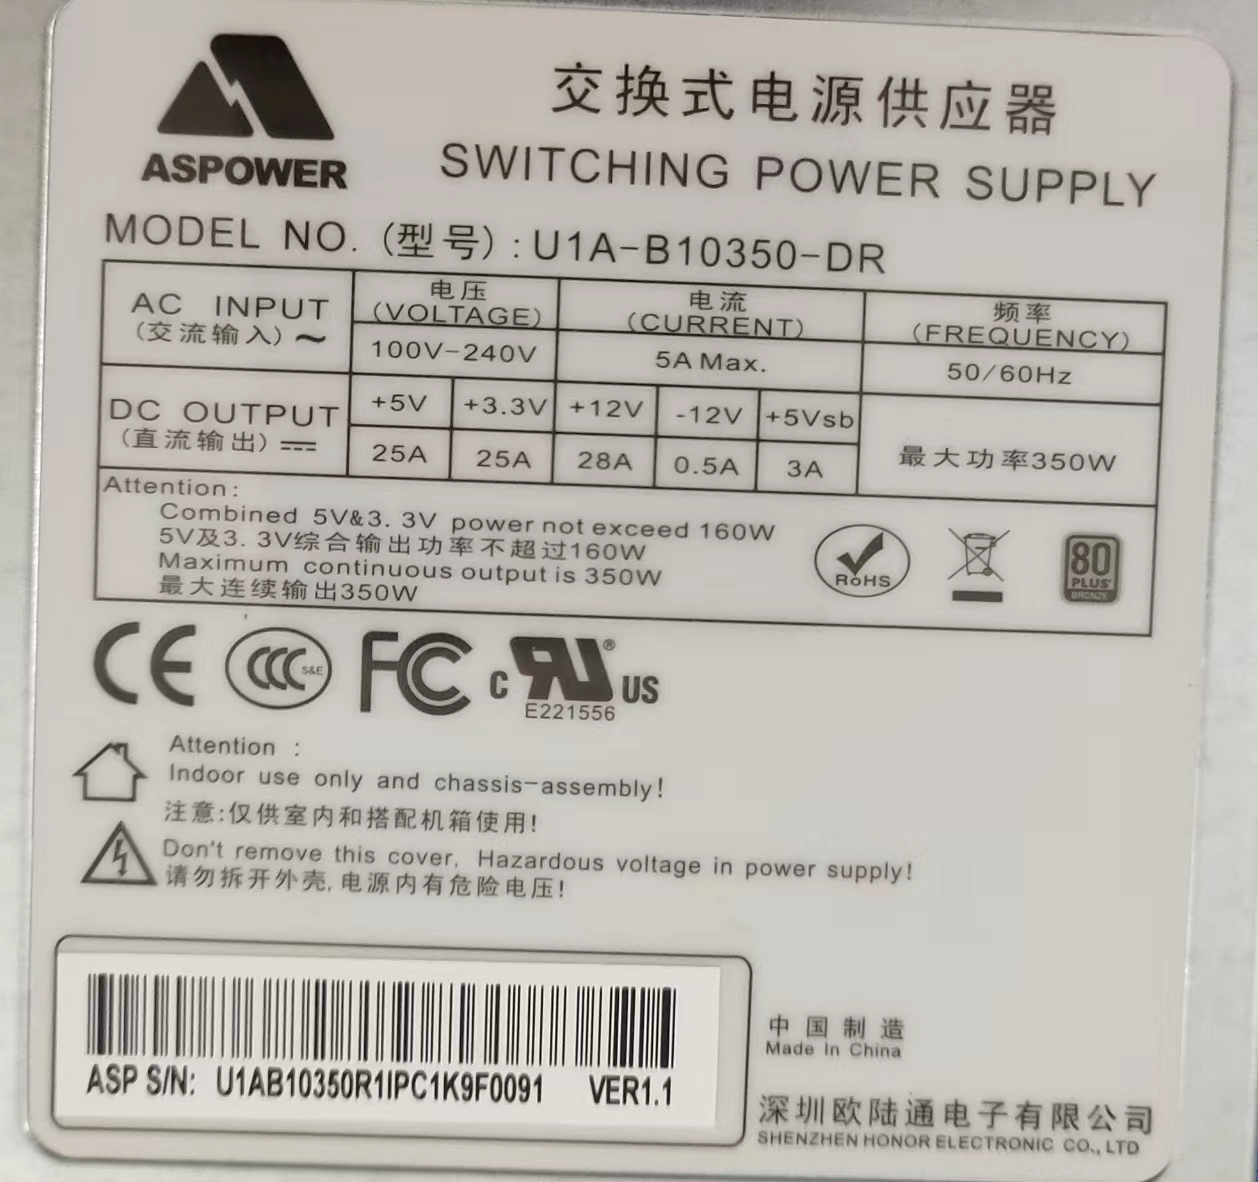 ASPOWER
交换式电源供应器
SWITCHING POWER SUPPLY
MODEL NO. (型号) : U1A-B10350-DR
AC INPUT
(交流输入) ~
电压
(VOLTAGE)
电流
(CURRENT)
频率
(FREQUENCY)
100V-240V
5A Max.
50/60Hz
DC OUTPUT
(直流输出)
+5V
+3.3V
+12V
-12V
+5Vsb
最大功率350W
25A
25A
28A
0.5A
3A
Attention:
Combined 5V&3. 3V power not exceed 160W
5V及3. 3V综合输出功率不超过160W
Maximum continuous output is 350W
最大连续输出350W
RoHS
80
PLUS
BRONZE
CE
CCC S&E
FC
c RU ® US
E221556
Attention :
Indoor use only and chassis-assembly!
注意:仅供室内和搭配机箱使用!
Don't remove this cover, Hazardous voltage in power supply!
请勿拆开外壳,电源内有危险电压!
ASP S/N: U1AB10350R1IPC1K9F0091 VER1.1
中国制造
Made In China
深圳欧陆通电子有限公司
SHENZHEN HONOR ELECTRONIC CO., LTD